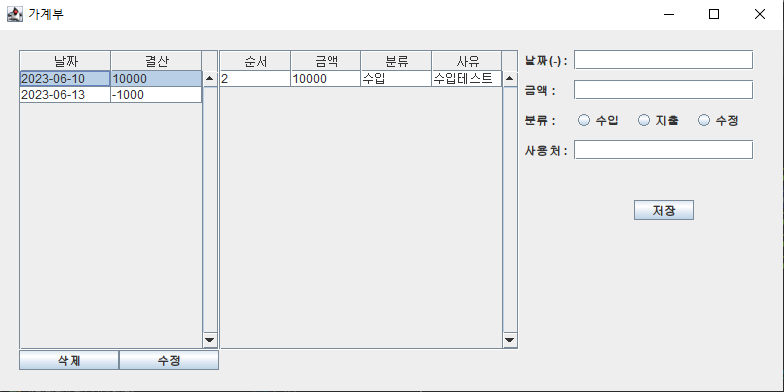 가계부
날짜 결산
2023-06-10 10000
2023-06-13 -1000
순서 금액 분류 사유
2 10000 수입 수입테스트
날짜(-) :
금액 :
분류 : 수입 지출 수정
사용처 :
저장
삭제 수정